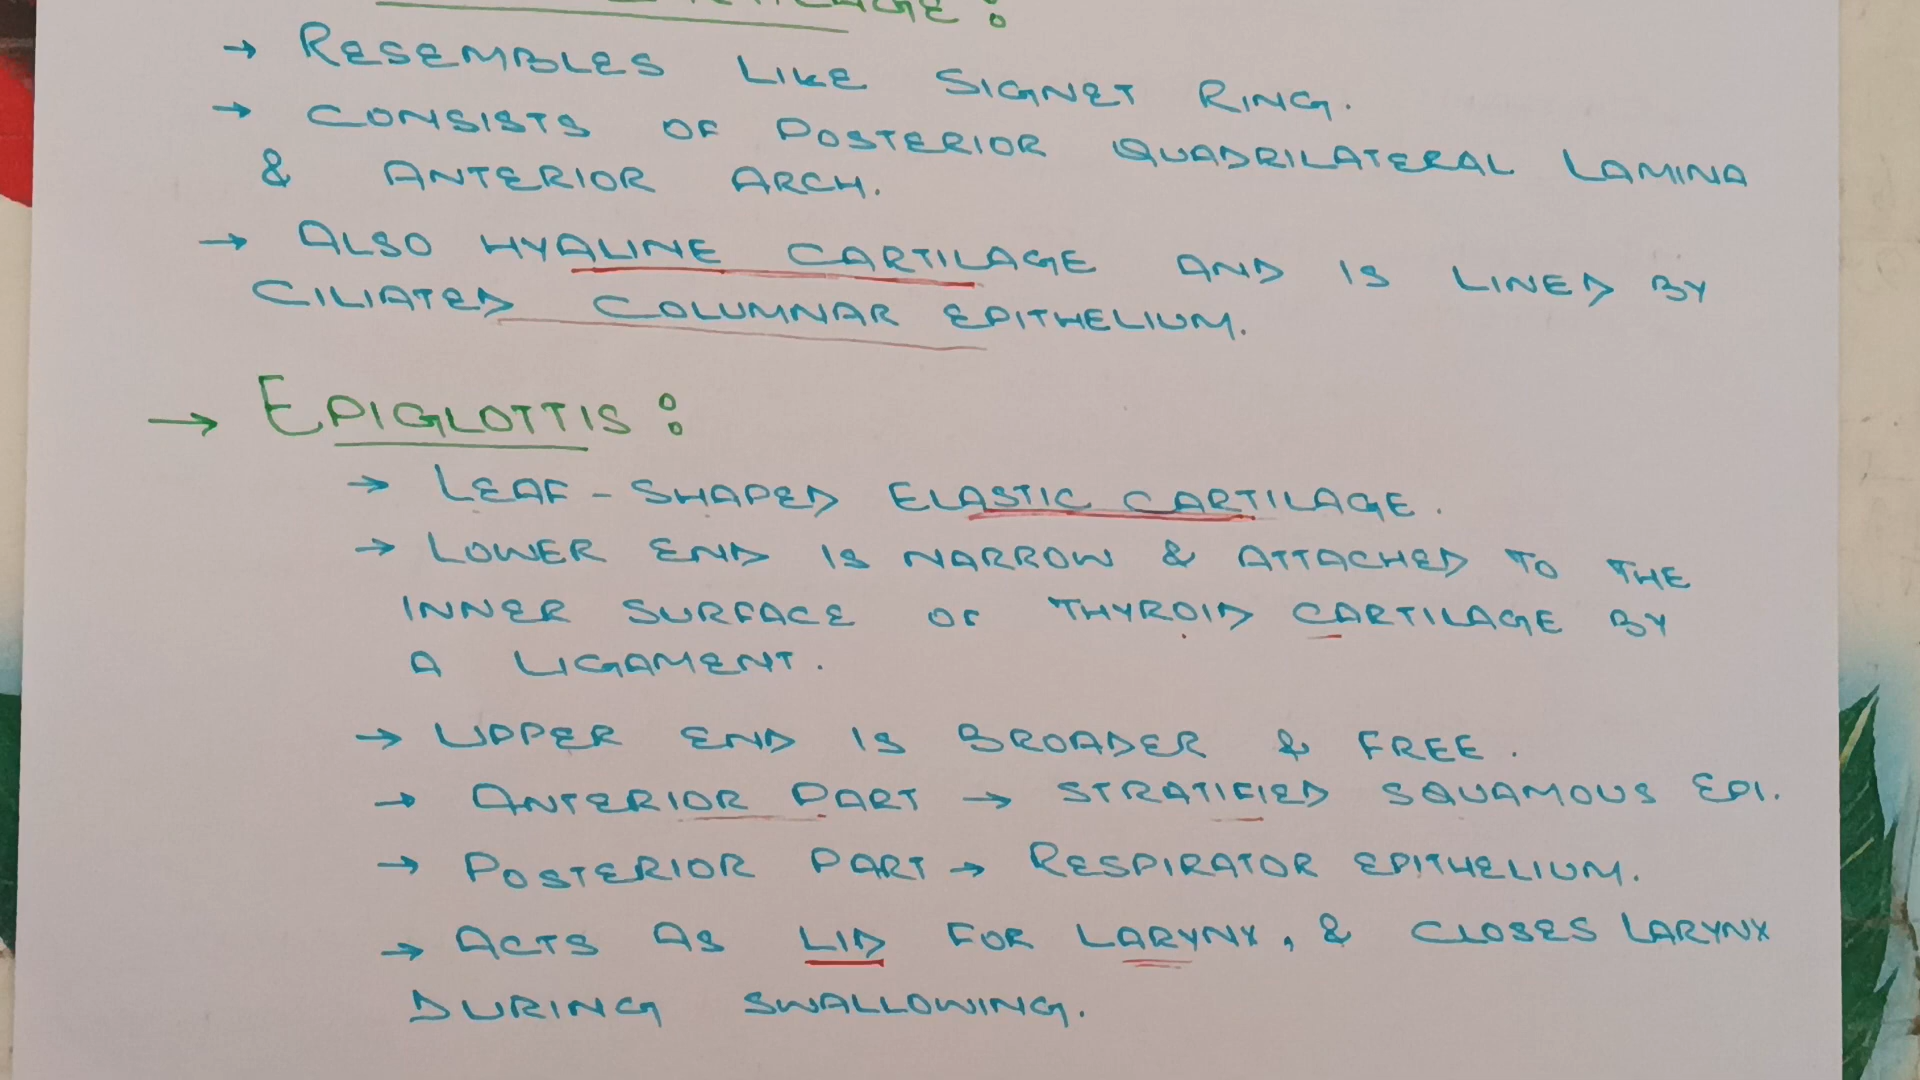 → RESEMBLES LIKE SIGNET RING.
→ CONSISTS OF POSTERIOR QUADRILATERAL LAMINA
& ANTERIOR ARCH.
→ ALSO HYALINE CARTILAGE AND IS LINED BY
CILIATED COLUMNAR EPITHELIUM.
→ EPIGLOTTIS:
→ LEAF-SHAPED ELASTIC CARTILAGE.
→ LOWER END IS NARROW & ATTACHED TO THE
INNER SURFACE OF THYROID CARTILAGE BY
A LIGAMENT.
→ UPPER END IS BROADER & FREE.
→ ANTERIOR PART → STRATIFIED SQUAMOUS EPI.
→ POSTERIOR PART → RESPIRATOR EPITHELIUM.
→ ACTS AS LID FOR LARYNX, & CLOSES LARYNX
DURING SWALLOWING.